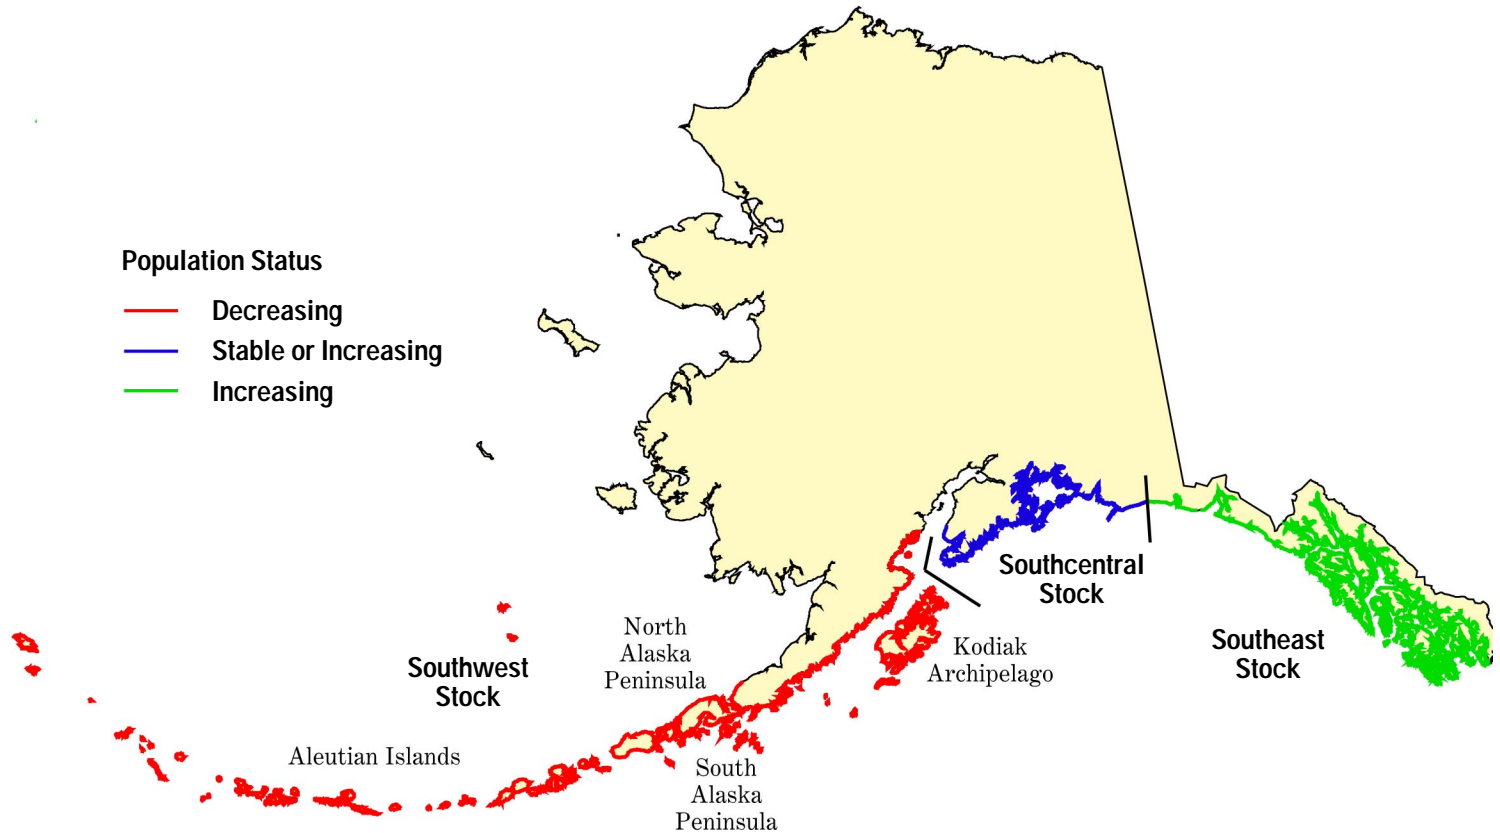 Population Status
Decreasing
Stable or Increasing
Increasing
Southcentral
Stock
North
Alaska
Peninsula
Southwest
Stock
Kodiak
Archipelago
Southeast
Stock
Aleutian Islands
South
Alaska
Peninsula